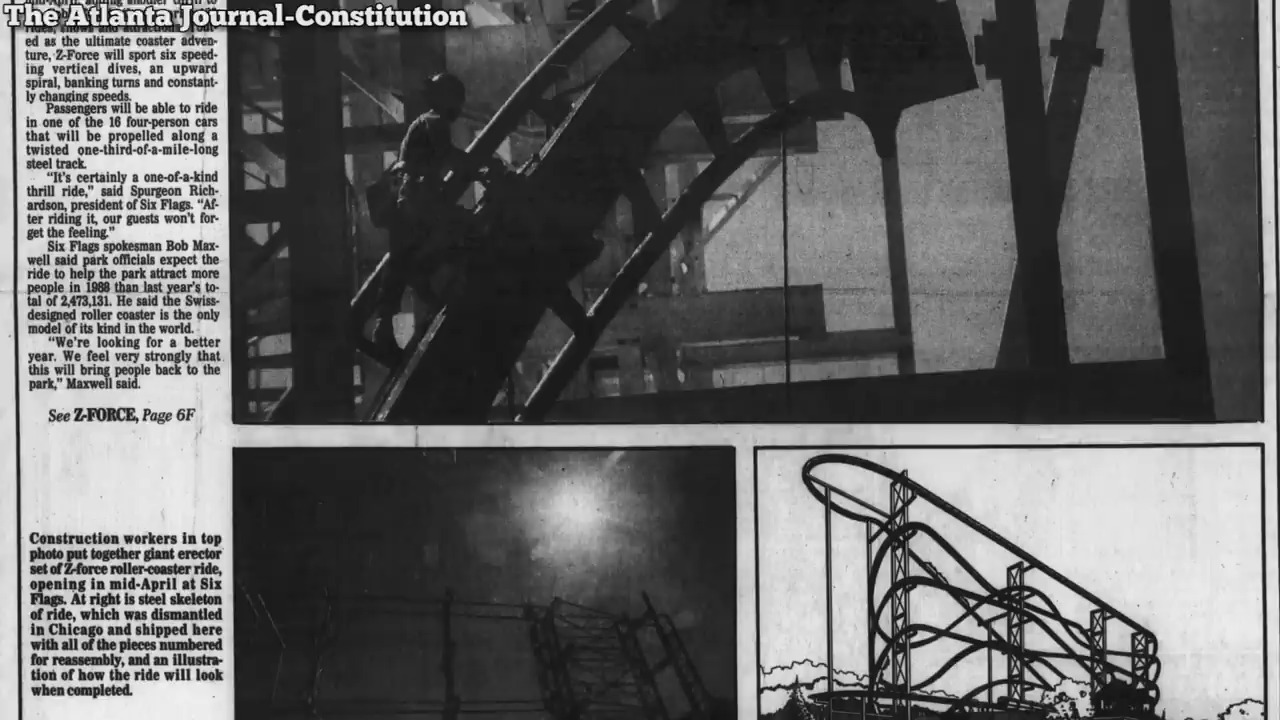 The Atlanta Journal-Constitution
mid-April, adding another thrill to
rides, shows and attractions.
ed as the ultimate coaster adven-
ture, Z-Force will sport six speed-
ing vertical dives, an upward
spiral, banking turns and constant-
ly changing speeds.
Passengers will be able to ride
in one of the 16 four-person cars
that will be propelled along a
twisted one-third-of-a-mile-long
steel track.
“It’s certainly a one-of-a-kind
thrill ride,” said Spurgeon Rich-
ardson, president of Six Flags. “Af-
ter riding it, our guests won’t for-
get the feeling.”
Six Flags spokesman Bob Max-
well said park officials expect the
ride to help the park attract more
people in 1988 than last year’s to-
tal of 2,473,131. He said the Swiss-
designed roller coaster is the only
model of its kind in the world.
“We’re looking for a better
year. We feel very strongly that
this will bring people back to the
park,” Maxwell said.
See Z-FORCE, Page 6F
Construction workers in top
photo put together giant erector
set of Z-force roller-coaster ride,
opening in mid-April at Six
Flags. At right is steel skeleton
of ride, which was dismantled
in Chicago and shipped here
with all of the pieces numbered
for reassembly, and an illustra-
tion of how the ride will look
when completed.